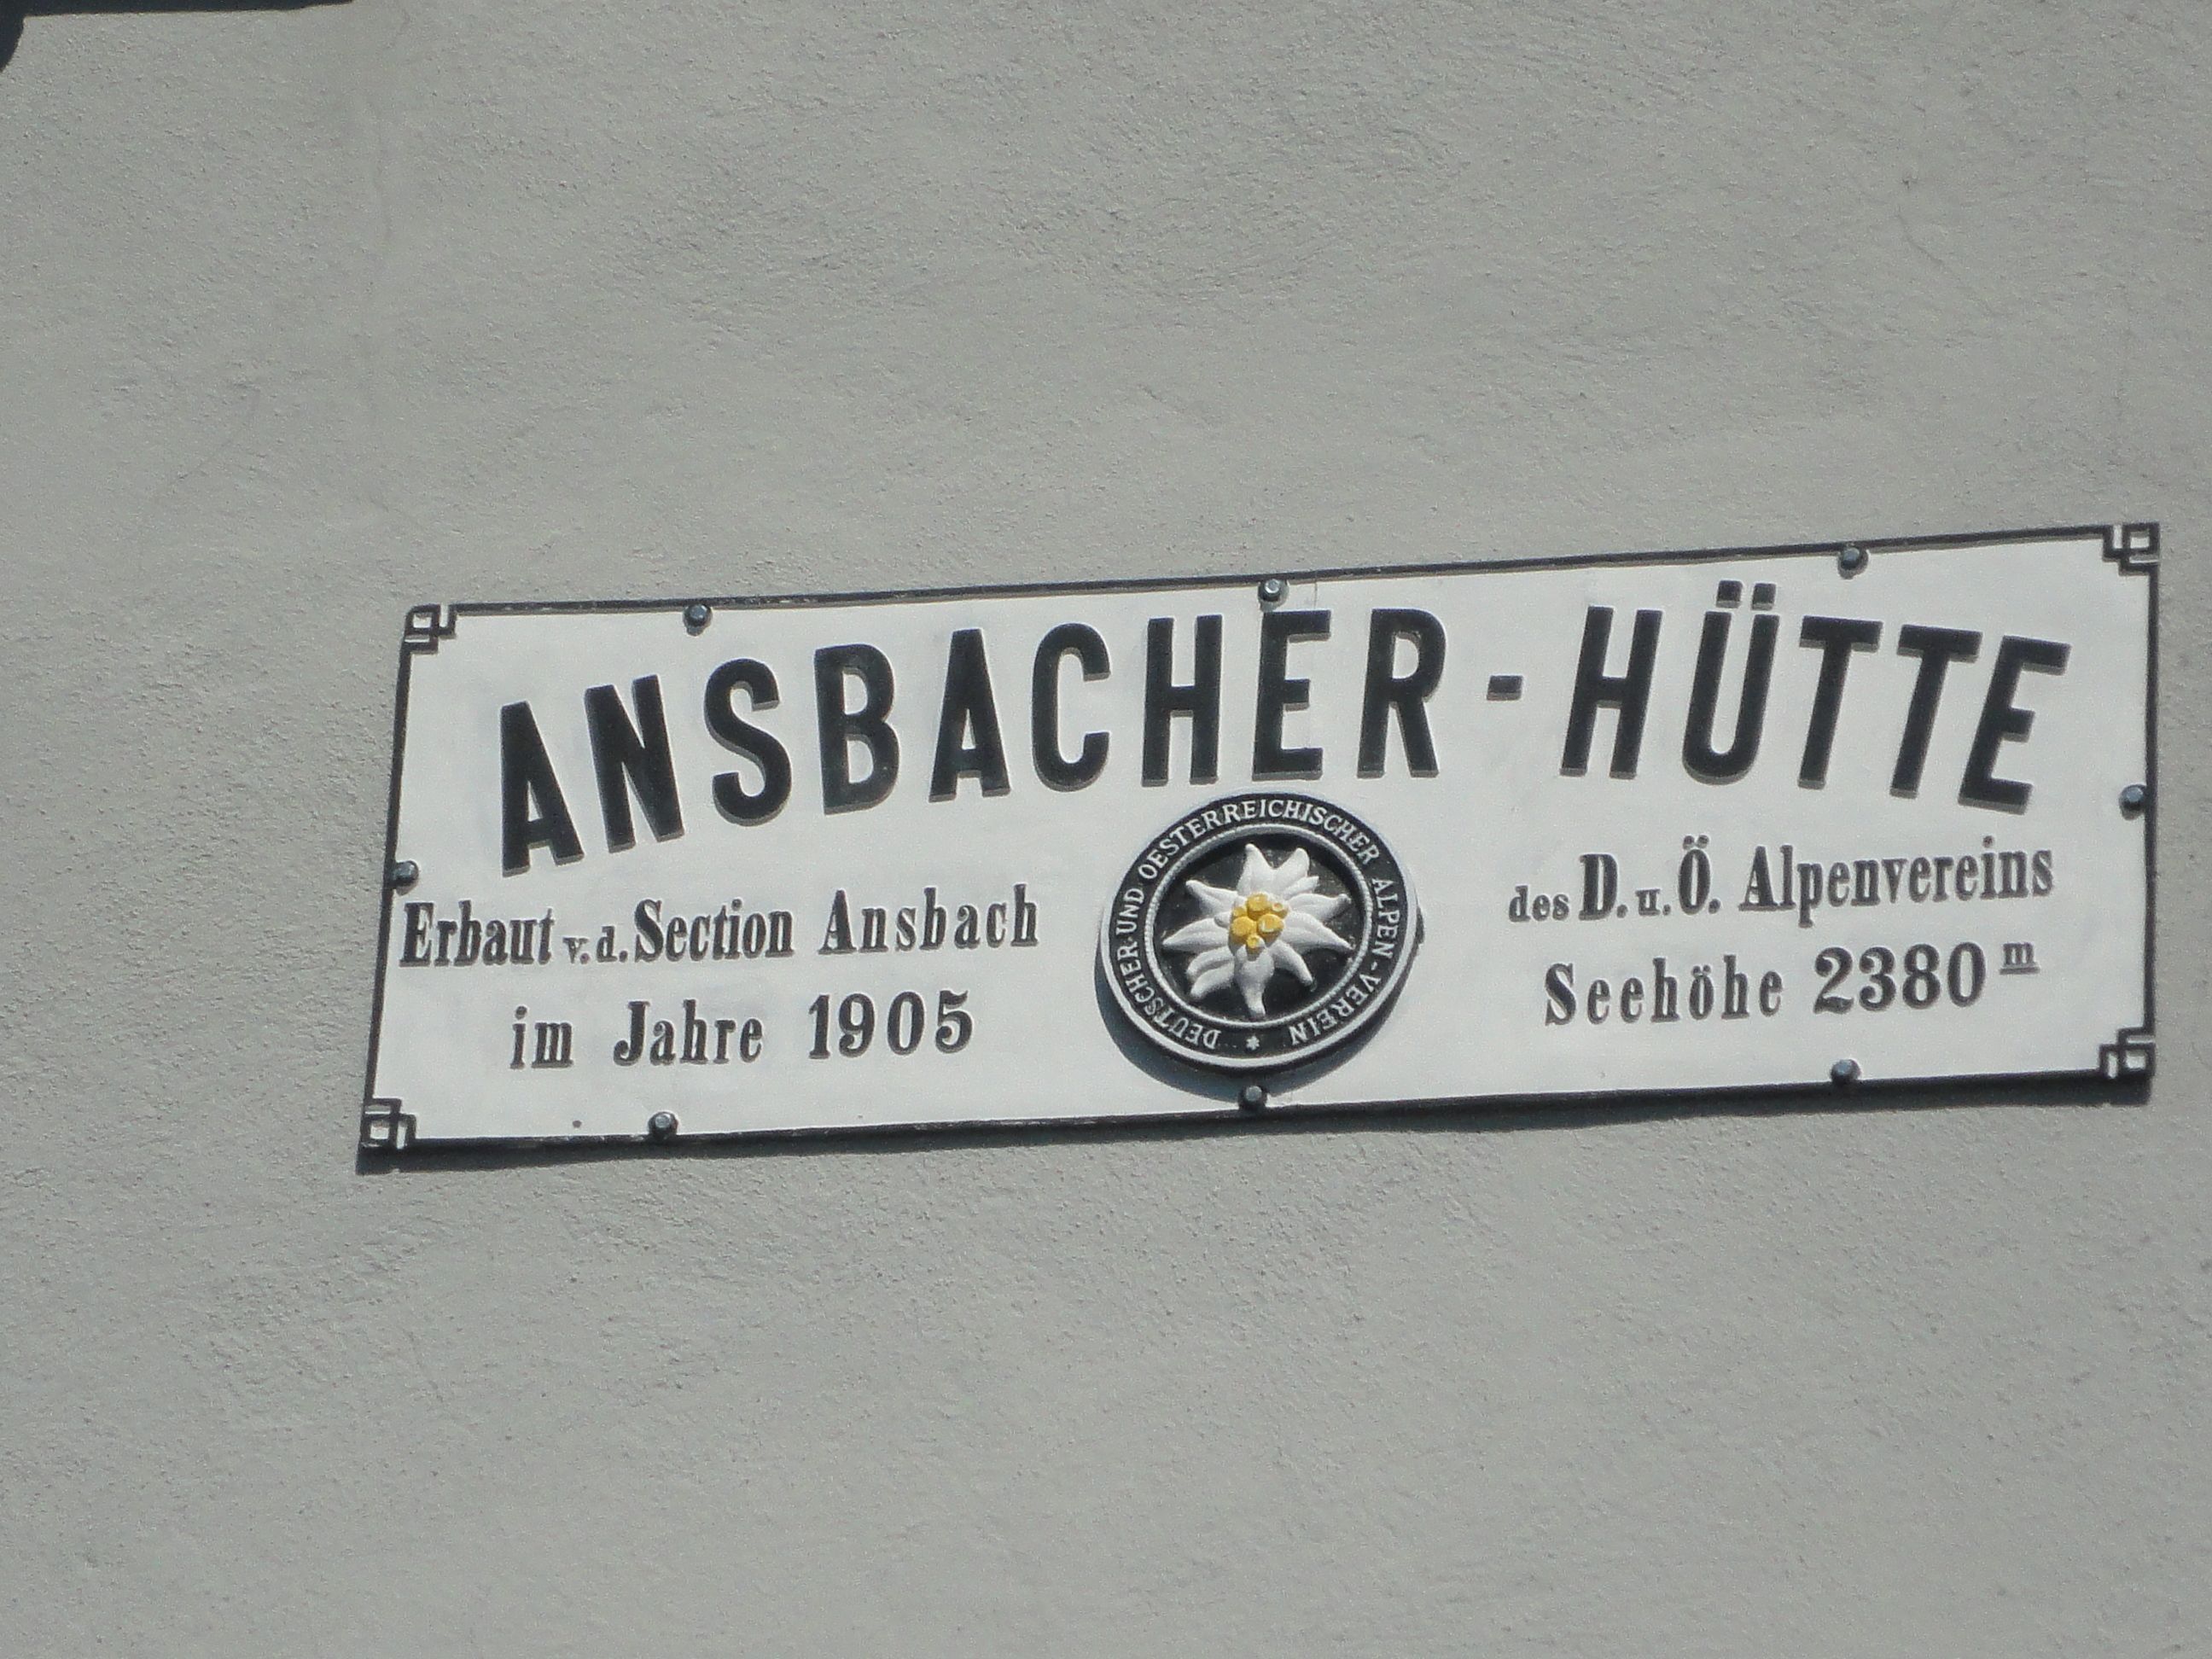 ANSBACHER-HÜTTE
Erbaut v. d. Section Ansbach
im Jahre 1905
DEUTSCHER UND OESTERREICHISCHER ALPEN-VEREIN
des D. u. Ö. Alpenvereins
Seehöhe 2380 m